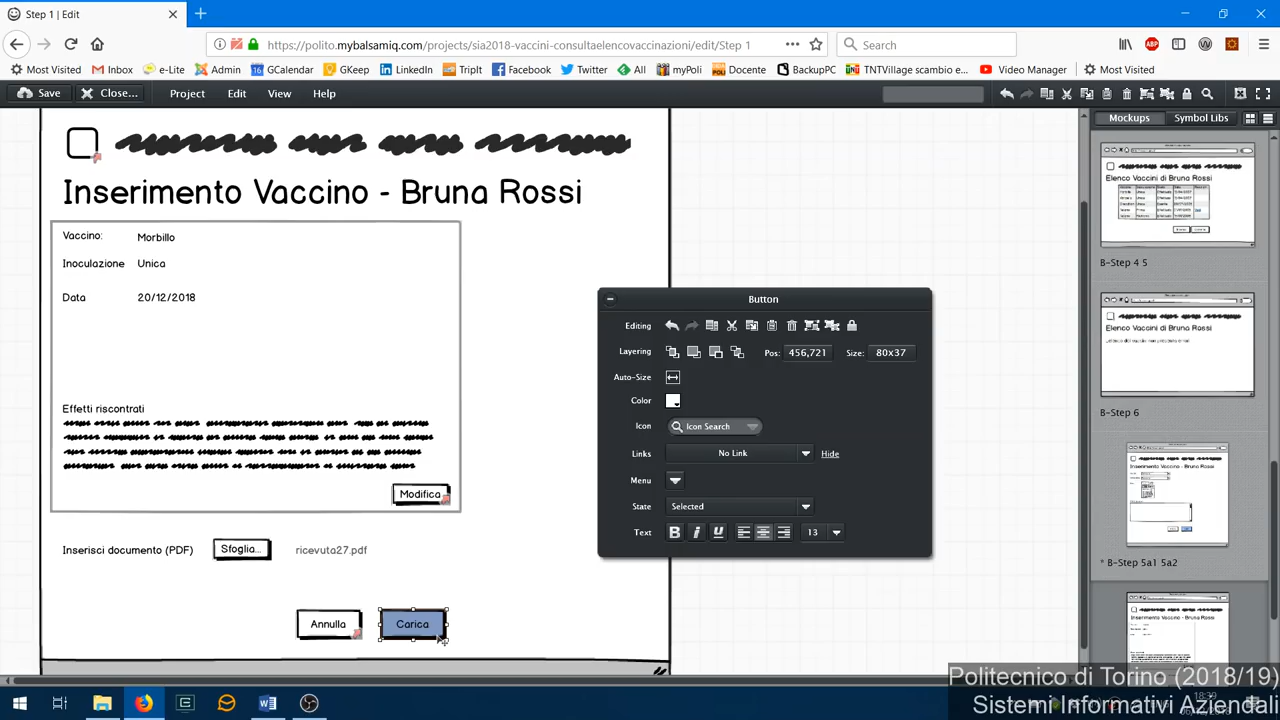 Step 1 | Edit
https://polito.mybalsamiq.com/projects/sia2018-vaccini-consultaelencovaccinazioni/edit/Step 1
Search
Most Visited Inbox e-Lite Admin GCalendar GKeep LinkedIn TripIt Facebook Twitter All myPoli Docente BackupPC TNTVillage scambio e... Video Manager Most Visited
Save Close... Project Edit View Help
Mockups Symbol Libs
Inserimento Vaccino - Bruna Rossi
Vaccino: Morbillo
Inoculazione Unica
Data 20/12/2018
Effetti riscontrati
Modifica
Inserisci documento (PDF) Sfoglia... ricevuta27.pdf
Annulla Carica
Button
Editing
Layering Pos: 456,721 Size: 80x37
Auto-Size
Color
Icon Icon Search
Links No Link Hide
Menu
State Selected
Text B i U 13
Elenco Vaccini di Bruna Rossi
B-Step 4 5
Elenco Vaccini di Bruna Rossi
B-Step 6
Inserimento Vaccino - Bruna Rossi
* B-Step 5a1 5a2
Inserimento Vaccino - Bruna Rossi
Politecnico di Torino (2018/19)
Sistemi Informativi Aziendali
18:39